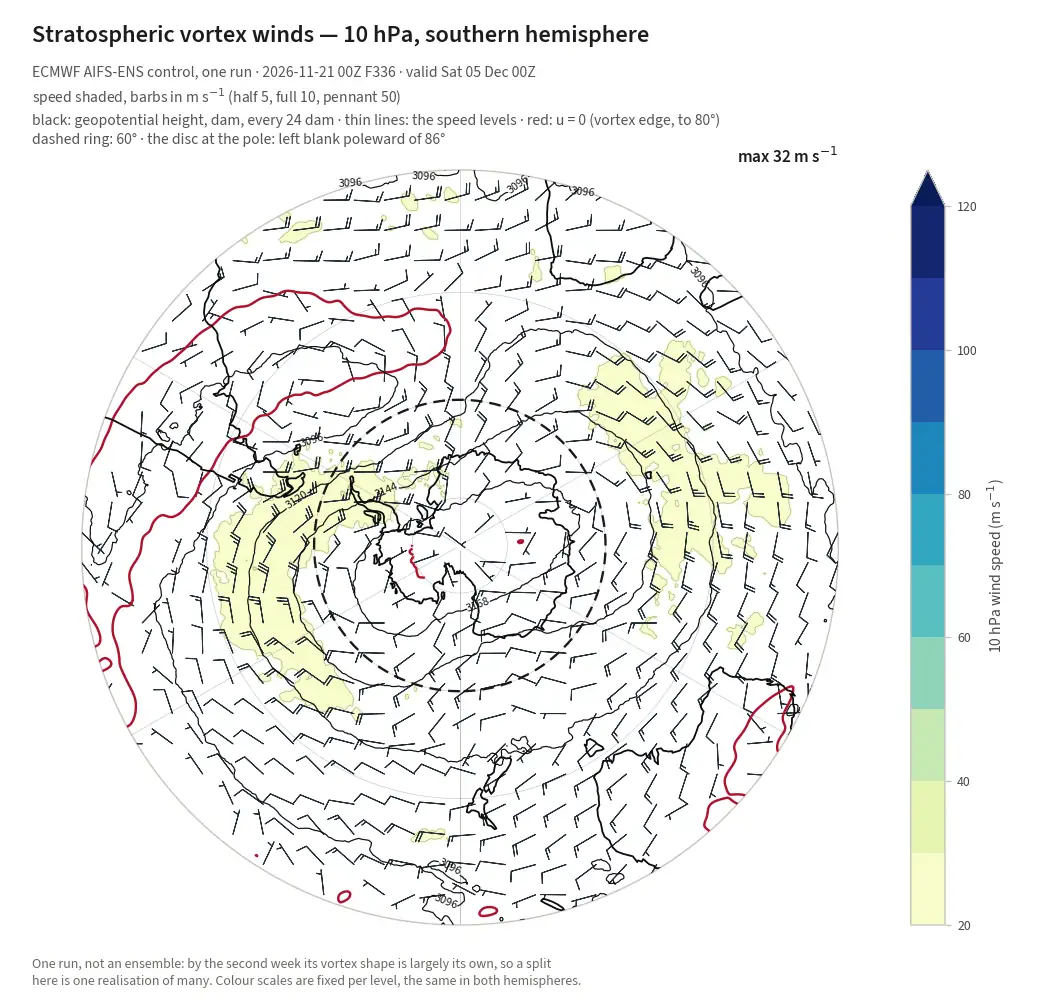 Stratospheric vortex winds — 10 hPa, southern hemisphere
ECMWF AIFS-ENS control, one run · 2026-11-21 00Z F336 · valid Sat 05 Dec 00Z
speed shaded, barbs in m s⁻¹ (half 5, full 10, pennant 50)
black: geopotential height, dam, every 24 dam · thin lines: the speed levels · red: u = 0 (vortex edge, to 80°)
dashed ring: 60° · the disc at the pole: left blank poleward of 86°
max 32 m s⁻¹
3096
3096
3096
3096
3096
3096
3120
3144
3168
3096
3096
120
100
80
60
40
20
10 hPa wind speed (m s⁻¹)
One run, not an ensemble: by the second week its vortex shape is largely its own, so a split
here is one realisation of many. Colour scales are fixed per level, the same in both hemispheres.